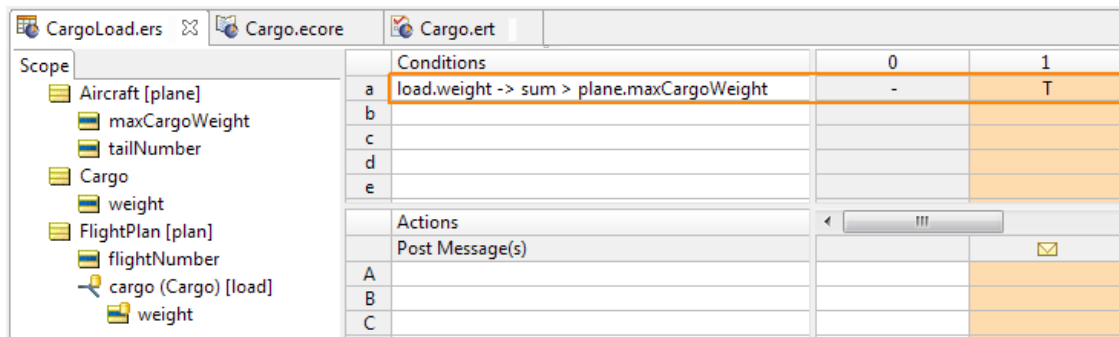 CargoLoad.ers Cargo.ecore Cargo.ert
Scope
Aircraft [plane]
maxCargoWeight
tailNumber
Cargo
weight
FlightPlan [plan]
flightNumber
cargo (Cargo) [load]
weight
Conditions 0 1
a load.weight -> sum > plane.maxCargoWeight - T
b
c
d
e
Actions
Post Message(s)
A
B
C